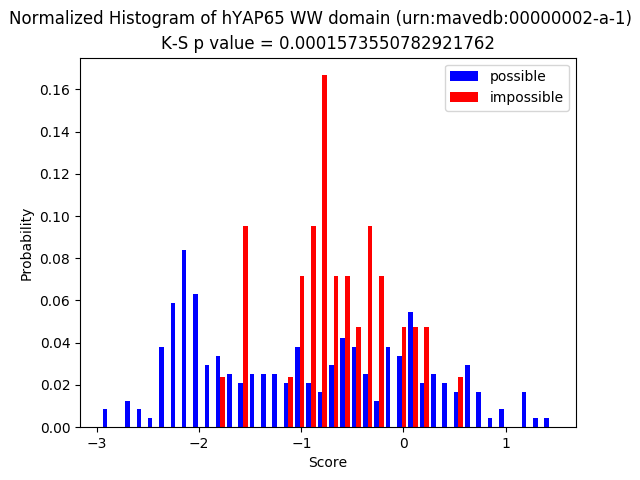 Normalized Histogram of hYAP65 WW domain (urn:mavedb:00000002-a-1)
K-S p value = 0.0001573550782921762
possible
impossible
0.16
0.14
0.12
0.10
0.08
0.06
0.04
0.02
0.00
Probability
−3
−2
−1
0
1
Score